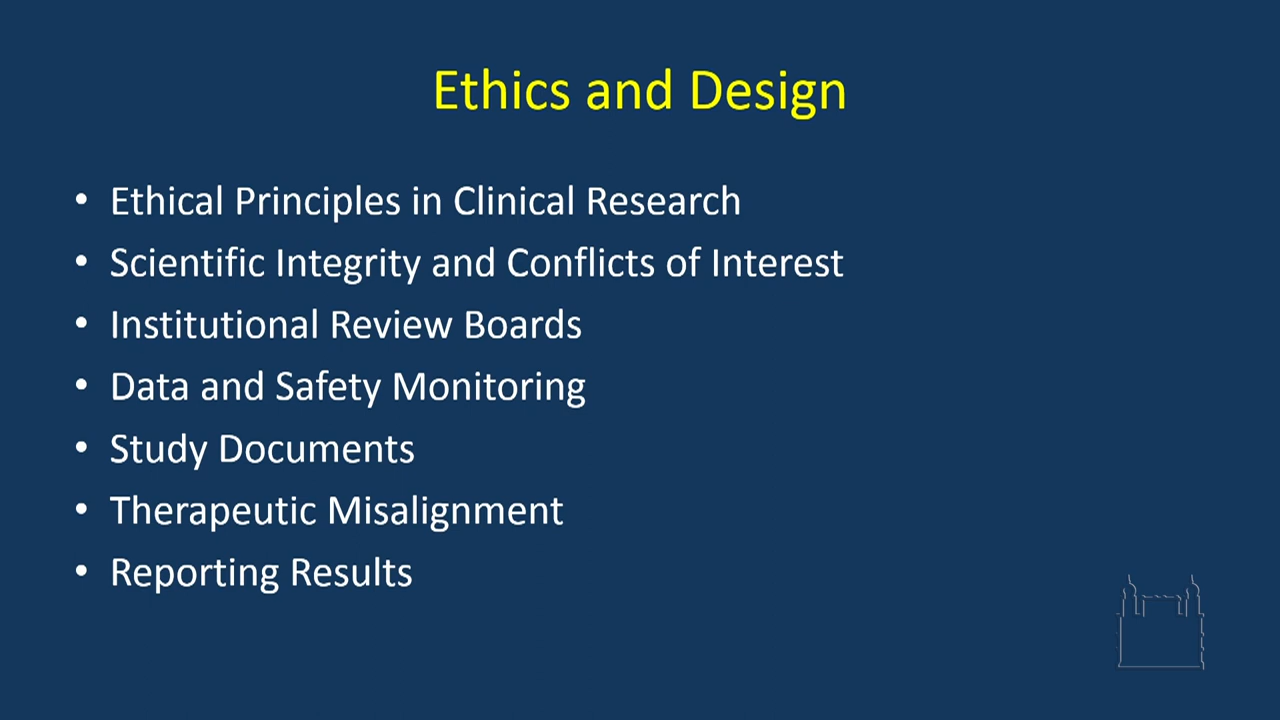 Ethics and Design
• Ethical Principles in Clinical Research
• Scientific Integrity and Conflicts of Interest
• Institutional Review Boards
• Data and Safety Monitoring
• Study Documents
• Therapeutic Misalignment
• Reporting Results